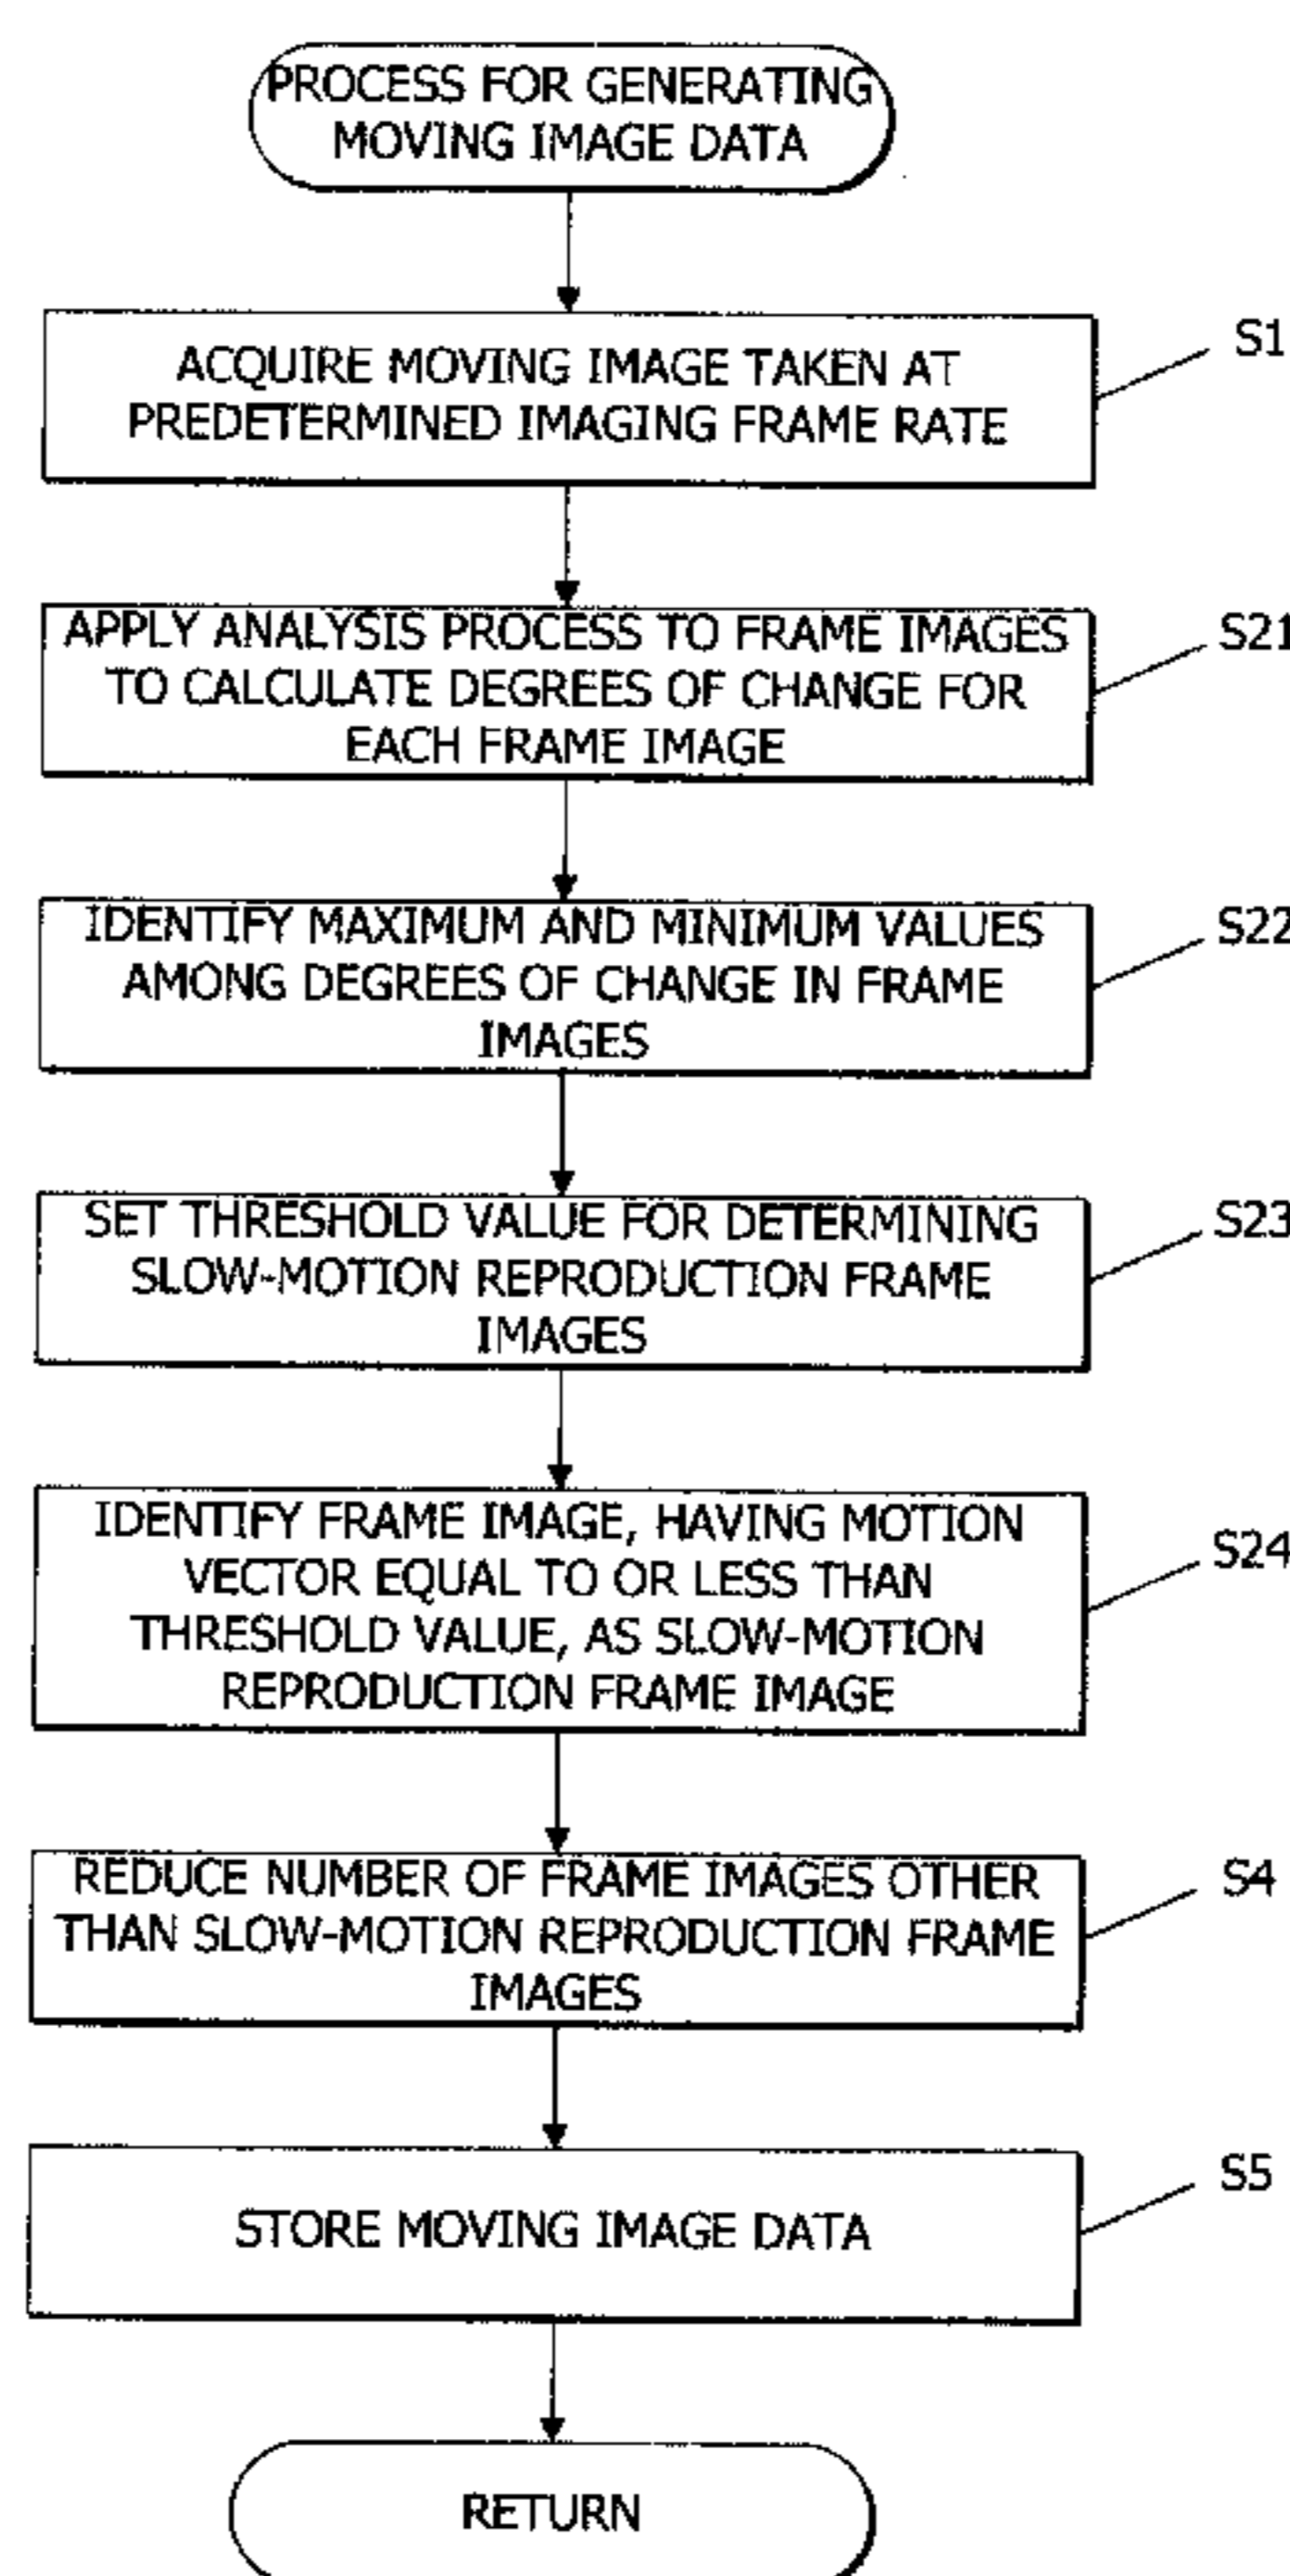 PROCESS FOR GENERATING
MOVING IMAGE DATA
ACQUIRE MOVING IMAGE TAKEN AT
PREDETERMINED IMAGING FRAME RATE
S1
APPLY ANALYSIS PROCESS TO FRAME IMAGES
TO CALCULATE DEGREES OF CHANGE FOR
EACH FRAME IMAGE
S21
IDENTIFY MAXIMUM AND MINIMUM VALUES
AMONG DEGREES OF CHANGE IN FRAME
IMAGES
S22
SET THRESHOLD VALUE FOR DETERMINING
SLOW-MOTION REPRODUCTION FRAME
IMAGES
S23
IDENTIFY FRAME IMAGE, HAVING MOTION
VECTOR EQUAL TO OR LESS THAN
THRESHOLD VALUE, AS SLOW-MOTION
REPRODUCTION FRAME IMAGE
S24
REDUCE NUMBER OF FRAME IMAGES OTHER
THAN SLOW-MOTION REPRODUCTION FRAME
IMAGES
S4
STORE MOVING IMAGE DATA
S5
RETURN